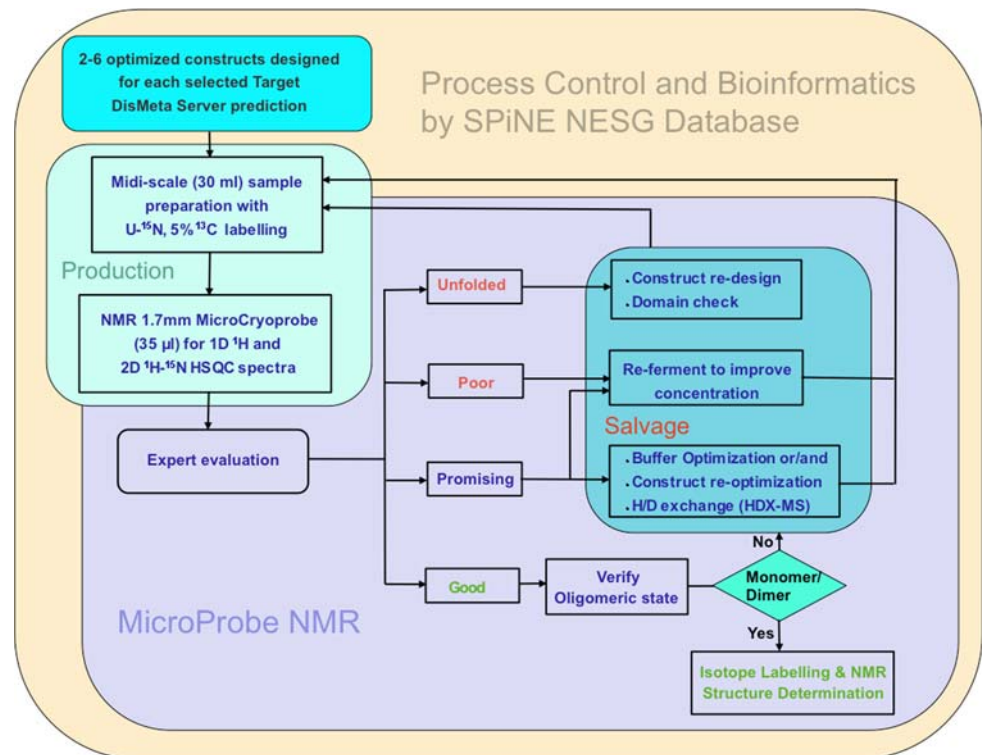 2-6 optimized constructs designed
for each selected Target
DisMeta Server prediction
Process Control and Bioinformatics
by SPiNE NESG Database
Midi-scale (30 ml) sample
preparation with
U-¹⁵N, 5%¹³C labelling
Production
NMR 1.7mm MicroCryoprobe
(35 µl) for 1D ¹H and
2D ¹H-¹⁵N HSQC spectra
Expert evaluation
Unfolded
. Construct re-design
. Domain check
Poor
Re-ferment to improve
concentration
Salvage
Promising
. Buffer Optimization or/and
. Construct re-optimization
. H/D exchange (HDX-MS)
Good
Verify
Oligomeric state
No
Monomer/
Dimer
Yes
MicroProbe NMR
Isotope Labelling & NMR
Structure Determination